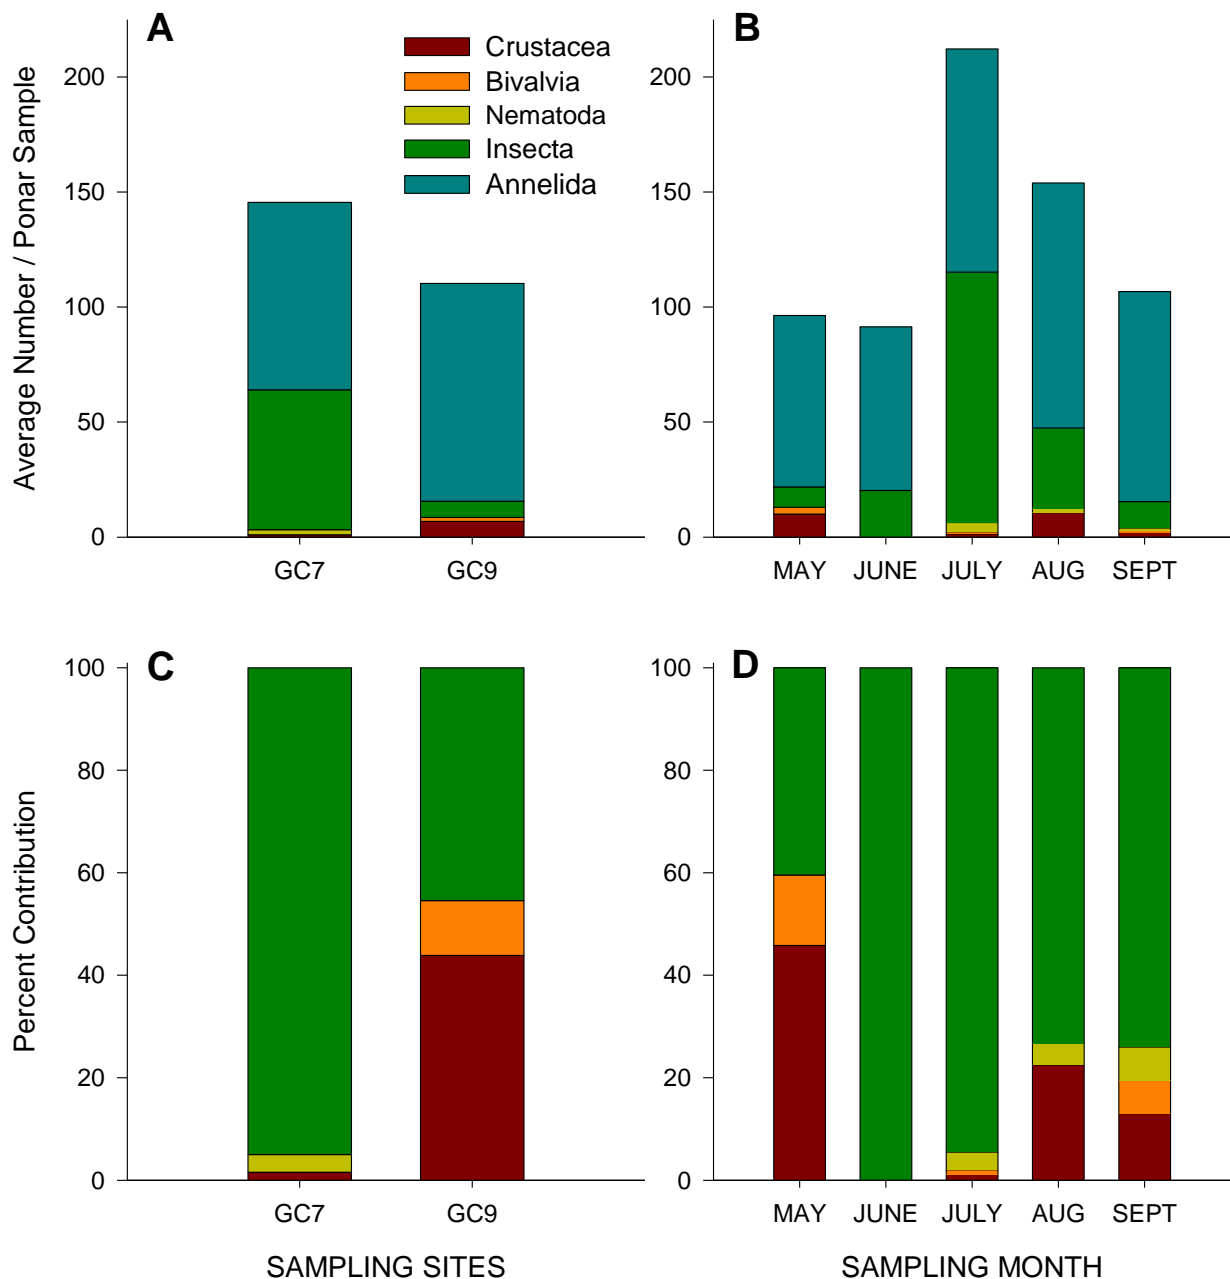 A
Crustacea
Bivalvia
Nematoda
Insecta
Annelida
Average Number / Ponar Sample
200
150
100
50
0
GC7 GC9
B
200
150
100
50
0
MAY JUNE JULY AUG SEPT
C
Percent Contribution
100
80
60
40
20
0
GC7 GC9
SAMPLING SITES
D
100
80
60
40
20
0
MAY JUNE JULY AUG SEPT
SAMPLING MONTH